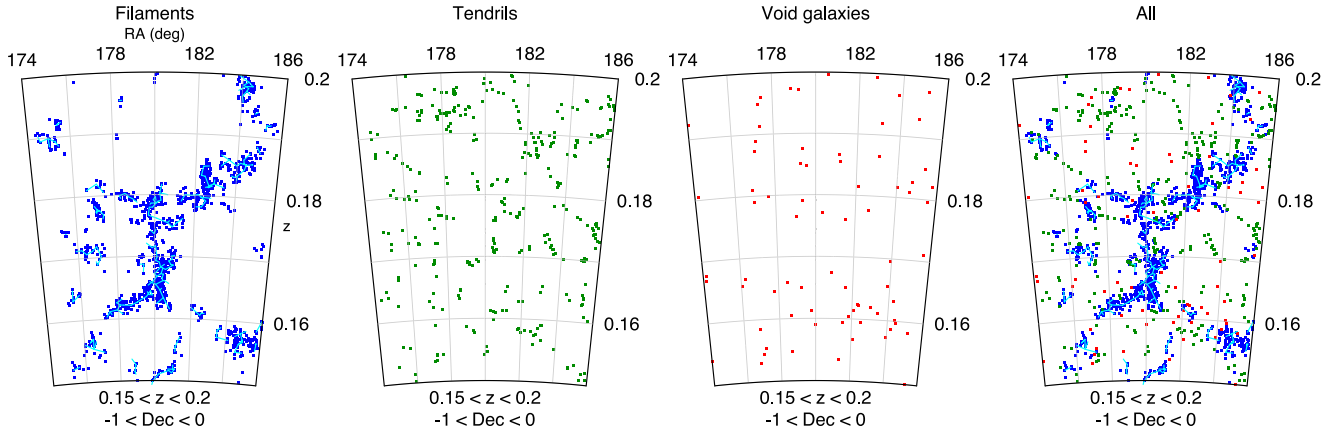 Filaments
RA (deg)
174 178 182 186
0.2
0.18
z
0.16
0.15 < z < 0.2
-1 < Dec < 0
Tendrils
174 178 182 186
0.2
0.18
0.16
0.15 < z < 0.2
-1 < Dec < 0
Void galaxies
174 178 182 186
0.2
0.18
0.16
0.15 < z < 0.2
-1 < Dec < 0
All
174 178 182 186
0.2
0.18
0.16
0.15 < z < 0.2
-1 < Dec < 0